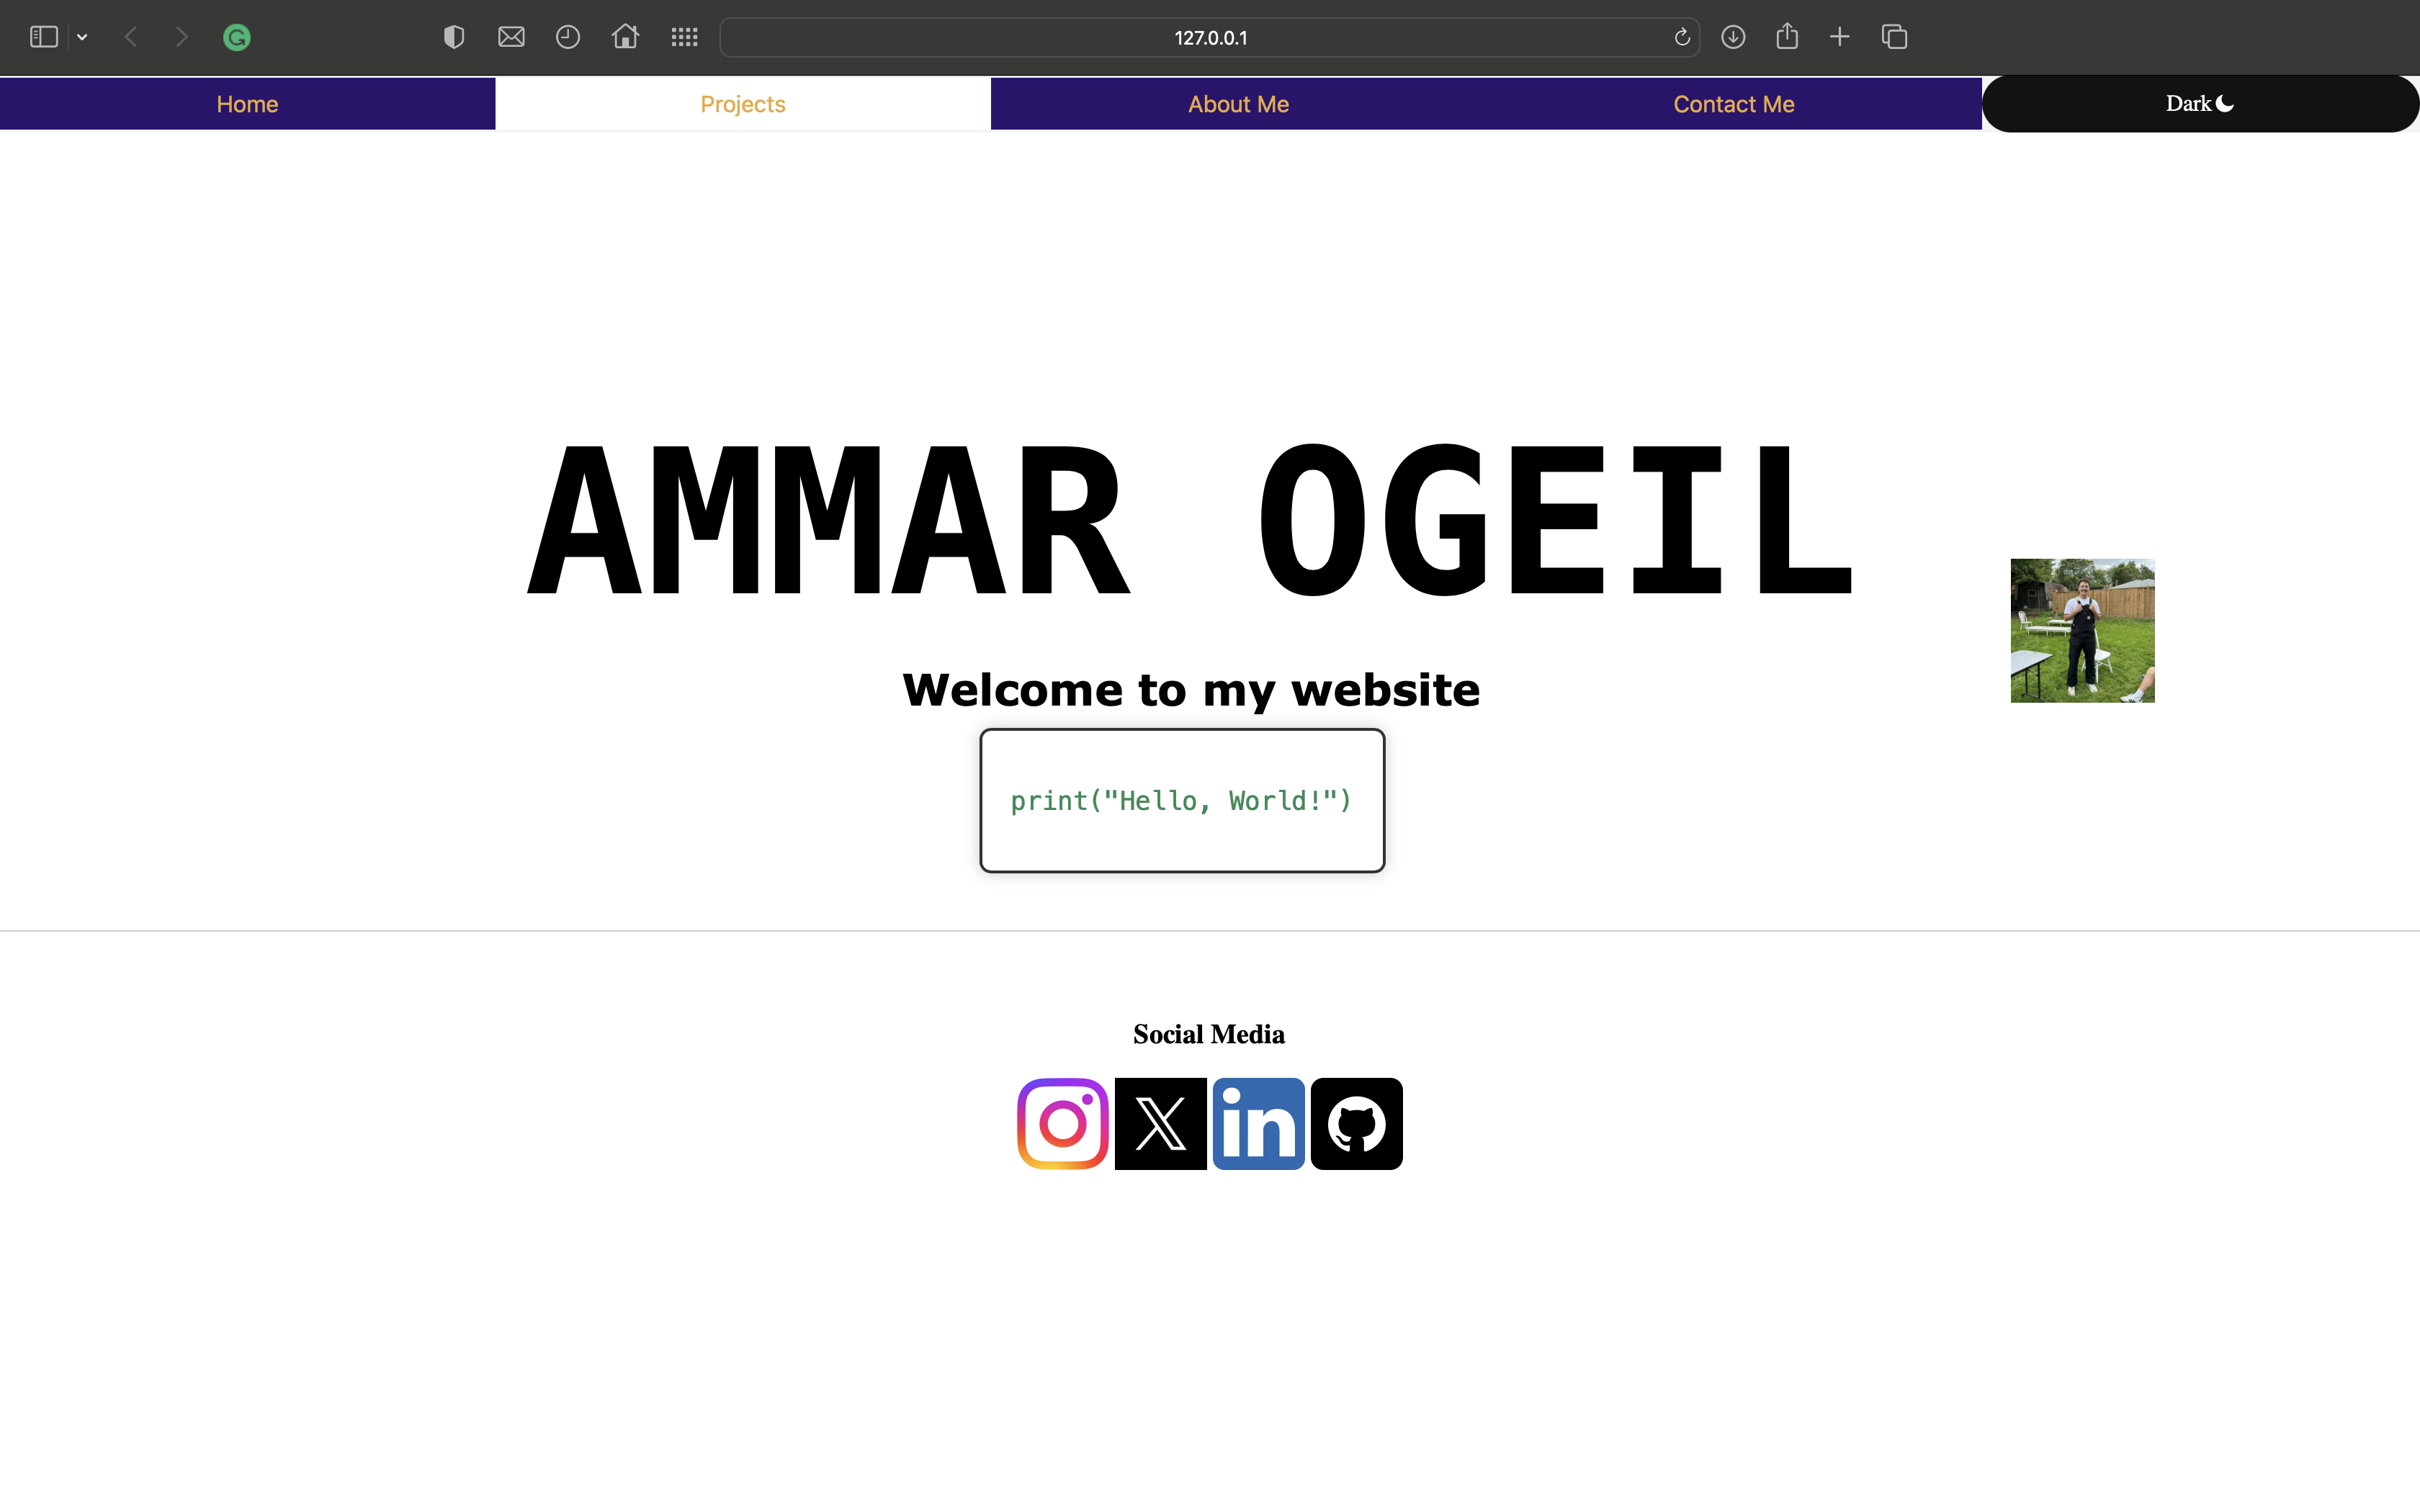 127.0.0.1
Home Projects About Me Contact Me Dark
AMMAR OGEIL
Welcome to my website
print("Hello, World!")
Social Media
in